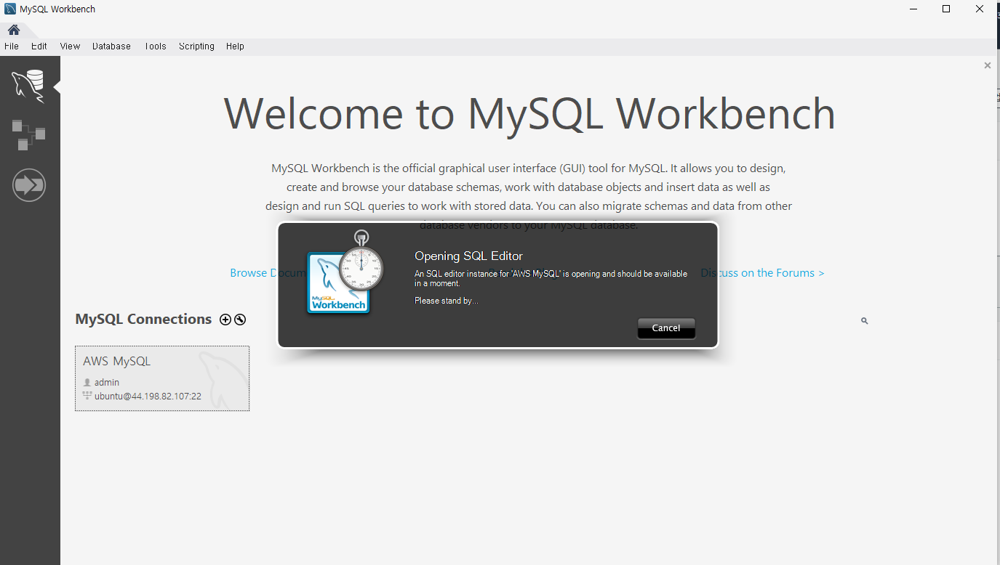 MySQL Workbench
File Edit View Database Tools Scripting Help
Welcome to MySQL Workbench
MySQL Workbench is the official graphical user interface (GUI) tool for MySQL. It allows you to design,
create and browse your database schemas, work with database objects and insert data as well as
design and run SQL queries to work with stored data. You can also migrate schemas and data from other
database vendors to your MySQL database.
Browse Docum
Discuss on the Forums >
Opening SQL Editor
An SQL editor instance for 'AWS MySQL' is opening and should be available
in a moment.
Please stand by...
MySQL
Workbench
Cancel
MySQL Connections
AWS MySQL
admin
ubuntu@44.198.82.107:22